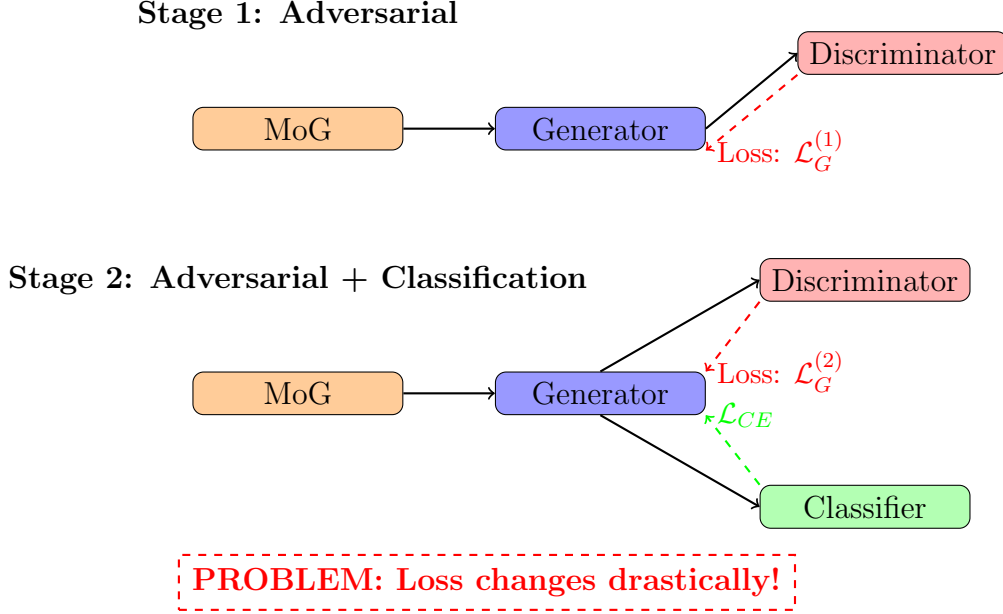 Stage 1: Adversarial
Discriminator
MoG
Generator
Loss: $\mathcal{L}_G^{(1)}$
Stage 2: Adversarial + Classification
Discriminator
Loss: $\mathcal{L}_G^{(2)}$
MoG
Generator
$\mathcal{L}_{CE}$
Classifier
PROBLEM: Loss changes drastically!